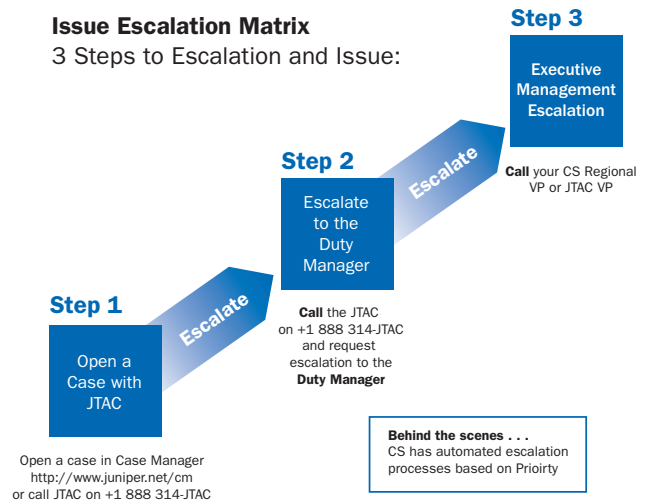 Issue Escalation Matrix
3 Steps to Escalation and Issue:
Step 1
Open a
Case with
JTAC
Open a case in Case Manager
http://www.juniper.net/cm
or call JTAC on +1 888 314-JTAC
Escalate
Step 2
Escalate
to the
Duty
Manager
Call the JTAC
on +1 888 314-JTAC
and request
escalation to the
Duty Manager
Escalate
Step 3
Executive
Management
Escalation
Call your CS Regional
VP or JTAC VP
Behind the scenes . . .
CS has automated escalation
processes based on Prioirty